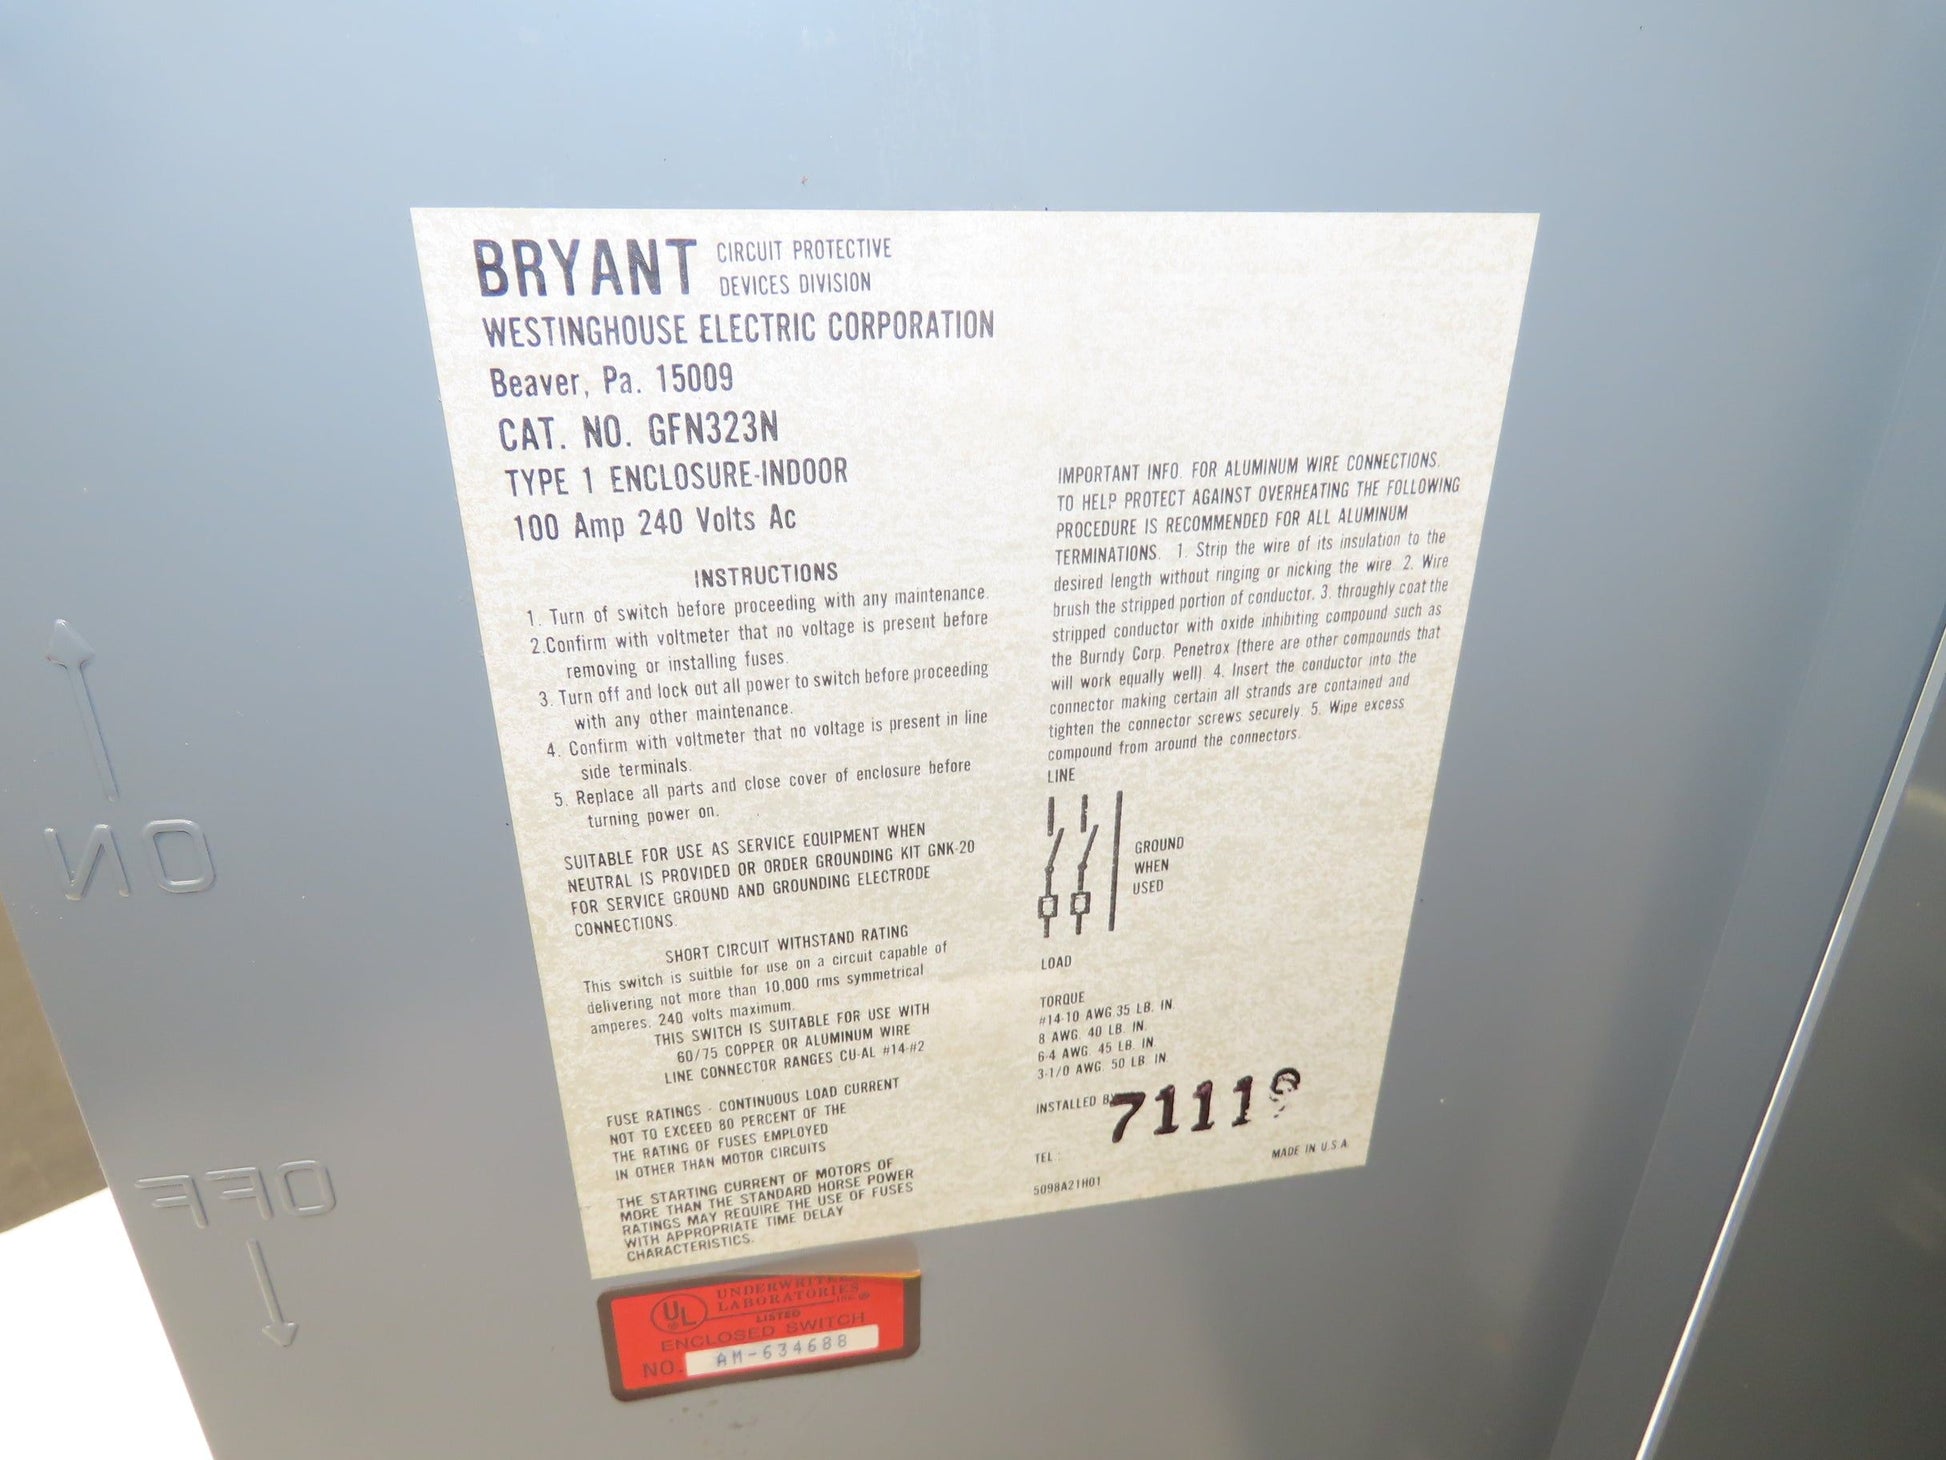 BRYANT CIRCUIT PROTECTIVE
DEVICES DIVISION
WESTINGHOUSE ELECTRIC CORPORATION
Beaver, Pa. 15009
CAT. NO. GFN323N
TYPE 1 ENCLOSURE-INDOOR
100 Amp 240 Volts Ac
INSTRUCTIONS
1. Turn of switch before proceeding with any maintenance.
2.Confirm with voltmeter that no voltage is present before
removing or installing fuses.
3. Turn off and lock out all power to switch before proceeding
with any other maintenance.
4. Confirm with voltmeter that no voltage is present in line
side terminals.
5. Replace all parts and close cover of enclosure before
turning power on.
SUITABLE FOR USE AS SERVICE EQUIPMENT WHEN
NEUTRAL IS PROVIDED OR ORDER GROUNDING KIT GNK-20
FOR SERVICE GROUND AND GROUNDING ELECTRODE
CONNECTIONS.
SHORT CIRCUIT WITHSTAND RATING
This switch is suitble for use on a circuit capable of
delivering not more than 10,000 rms symmetrical
amperes. 240 volts maximum.
THIS SWITCH IS SUITABLE FOR USE WITH
60/75 COPPER OR ALUMINUM WIRE
LINE CONNECTOR RANGES CU-AL #14-#2
FUSE RATINGS - CONTINUOUS LOAD CURRENT
NOT TO EXCEED 80 PERCENT OF THE
THE RATING OF FUSES EMPLOYED
IN OTHER THAN MOTOR CIRCUITS
THE STARTING CURRENT OF MOTORS OF
MORE THAN THE STANDARD HORSE POWER
RATINGS MAY REQUIRE THE USE OF FUSES
WITH APPROPRIATE TIME DELAY
CHARACTERISTICS.
IMPORTANT INFO. FOR ALUMINUM WIRE CONNECTIONS.
TO HELP PROTECT AGAINST OVERHEATING THE FOLLOWING
PROCEDURE IS RECOMMENDED FOR ALL ALUMINUM
TERMINATIONS. 1. Strip the wire of its insulation to the
desired length without ringing or nicking the wire. 2. Wire
brush the stripped portion of conductor. 3. throughly coat the
stripped conductor with oxide inhibiting compound such as
the Burndy Corp. Penetrox (there are other compounds that
will work equally well). 4. Insert the conductor into the
connector making certain all strands are contained and
tighten the connector screws securely. 5. Wipe excess
compound from around the connectors.
LINE
GROUND
WHEN
USED
LOAD
TORQUE
#14-10 AWG.35 LB. IN.
8 AWG. 40 LB. IN.
6-4 AWG. 45 LB. IN.
3-1/0 AWG. 50 LB. IN.
INSTALLED BY
7111
TEL :
MADE IN U.S.A.
5098A21H01
ON
OFF
UL
UNDERWRITERS
LABORATORIES INC.®
LISTED
ENCLOSED SWITCH
NO. AM-634688